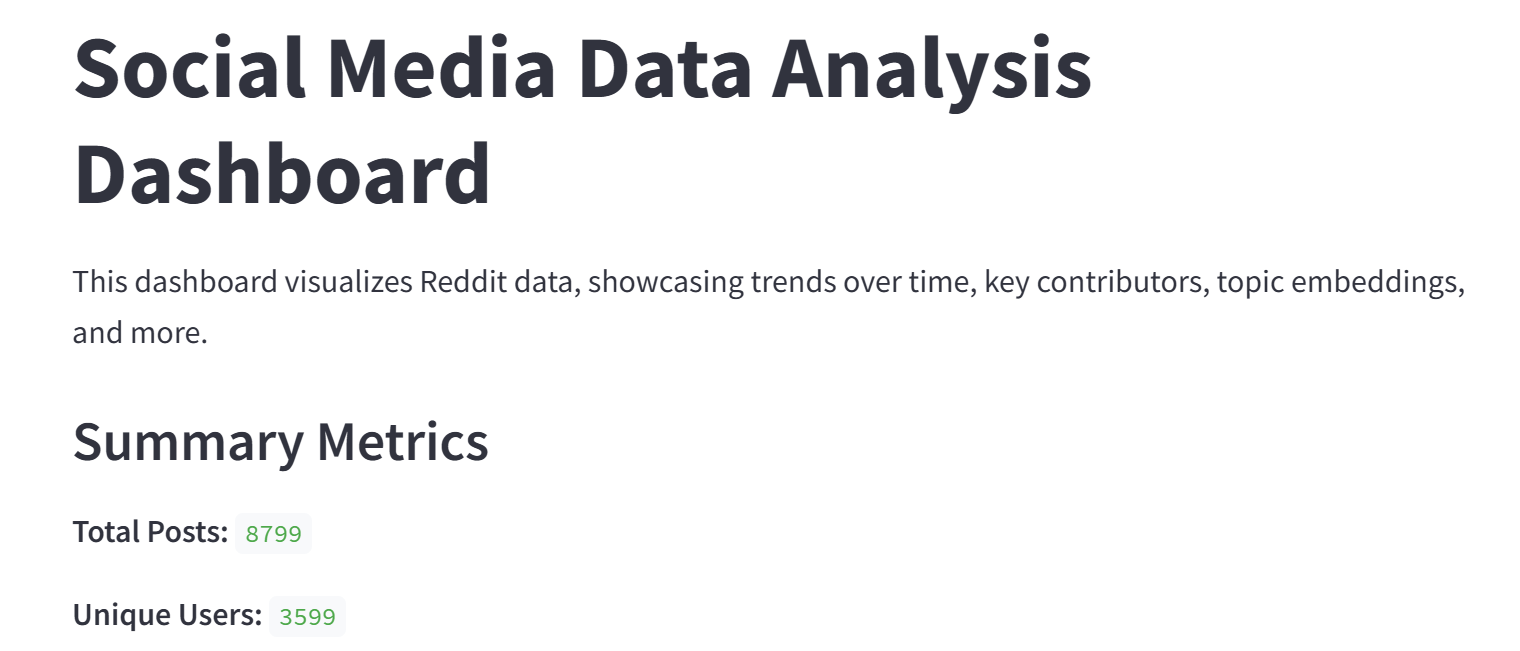 Social Media Data Analysis
Dashboard
This dashboard visualizes Reddit data, showcasing trends over time, key contributors, topic embeddings,
and more.
Summary Metrics
Total Posts: 8799
Unique Users: 3599